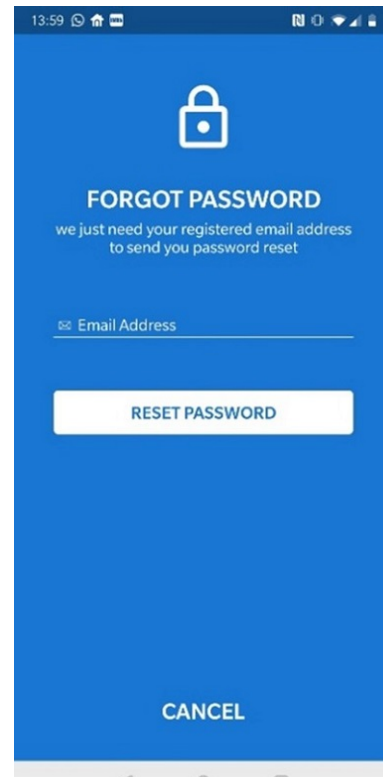 13:59
FORGOT PASSWORD
we just need your registered email address
to send you password reset
Email Address
RESET PASSWORD
CANCEL